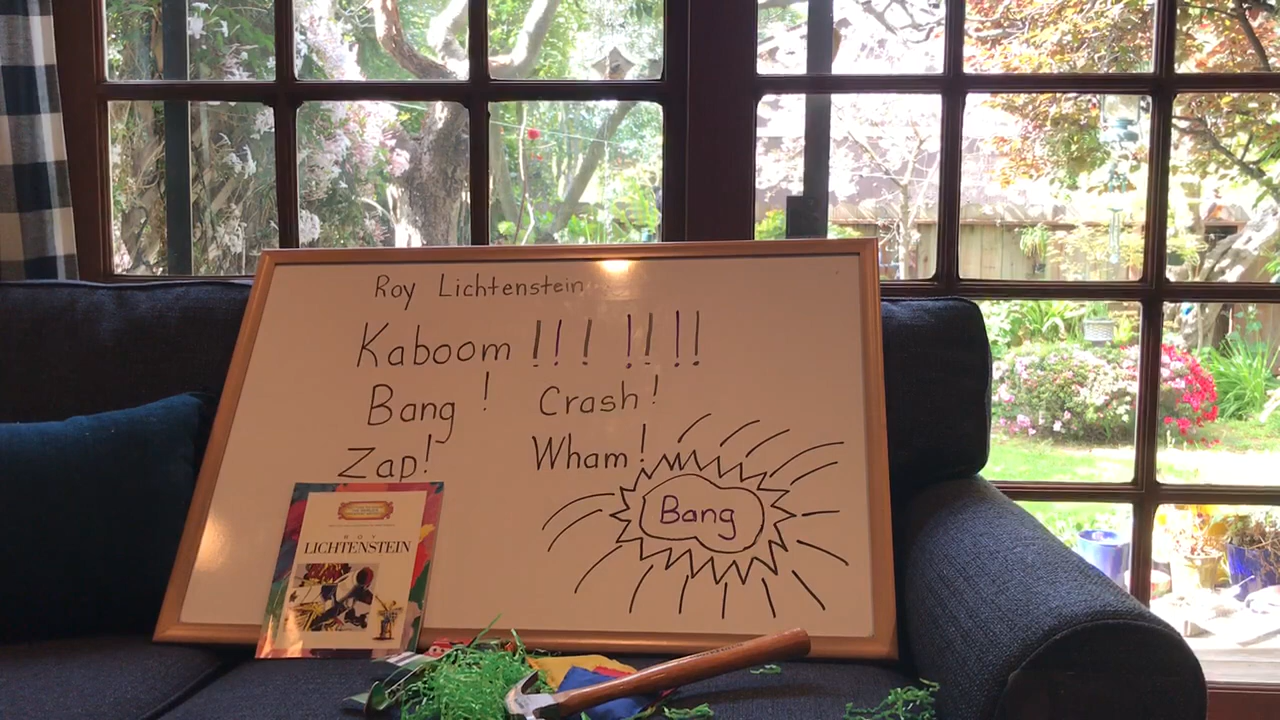 Roy Lichtenstein
Kaboom !!! !! !!
Bang ! Crash!
Zap! Wham!
Bang
ROY
LICHTENSTEIN